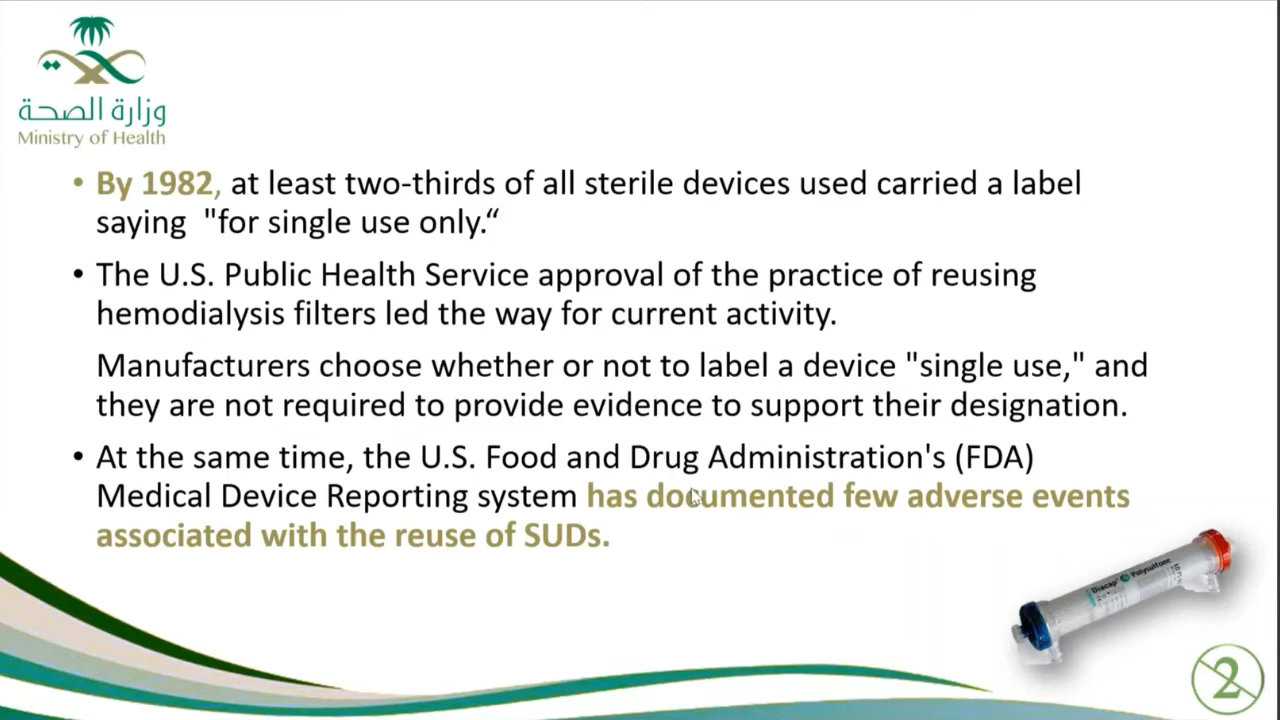 وزارة الصحة
Ministry of Health
• By 1982, at least two-thirds of all sterile devices used carried a label
saying "for single use only.“
• The U.S. Public Health Service approval of the practice of reusing
hemodialysis filters led the way for current activity.
Manufacturers choose whether or not to label a device "single use," and
they are not required to provide evidence to support their designation.
• At the same time, the U.S. Food and Drug Administration's (FDA)
Medical Device Reporting system has documented few adverse events
associated with the reuse of SUDs.
Diacap Polysulfone
2